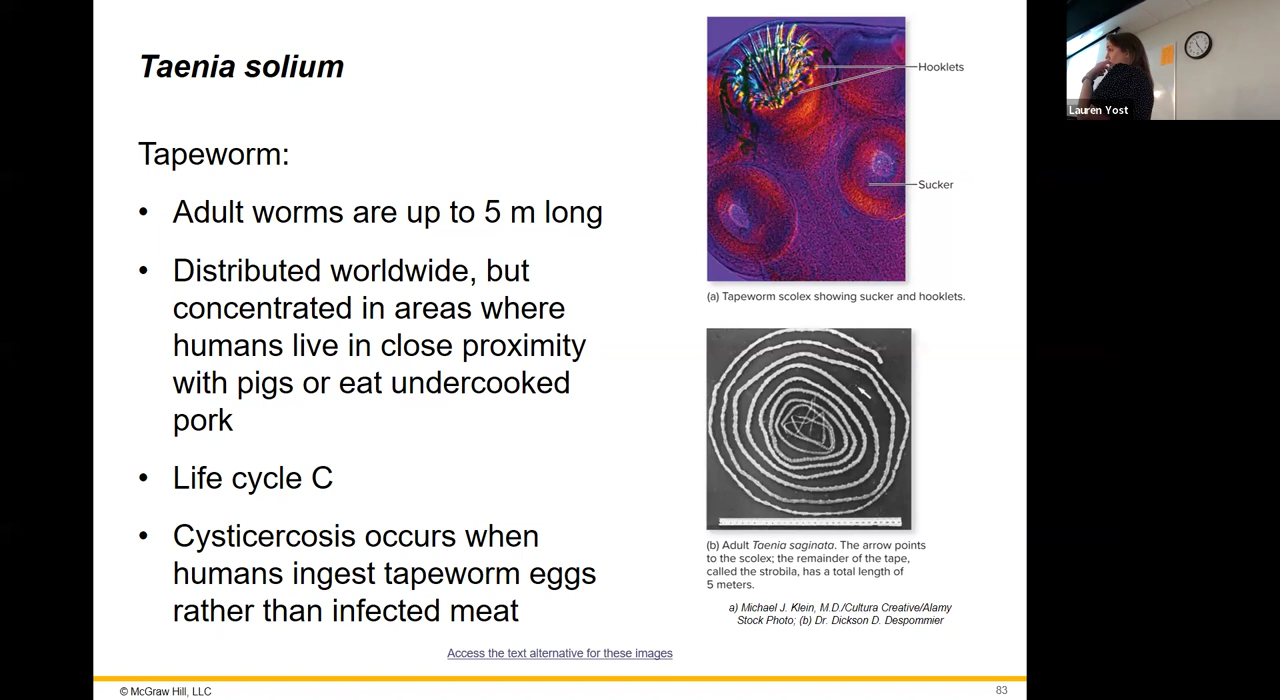 Taenia solium
Tapeworm:
• Adult worms are up to 5 m long
• Distributed worldwide, but
concentrated in areas where
humans live in close proximity
with pigs or eat undercooked
pork
• Life cycle C
• Cysticercosis occurs when
humans ingest tapeworm eggs
rather than infected meat
Hooklets
Sucker
(a) Tapeworm scolex showing sucker and hooklets.
(b) Adult Taenia saginata. The arrow points
to the scolex; the remainder of the tape,
called the strobila, has a total length of
5 meters.
a) Michael J. Klein, M.D./Cultura Creative/Alamy
Stock Photo; (b) Dr. Dickson D. Despommier
Access the text alternative for these images
© McGraw Hill, LLC
83
Lauren Yost